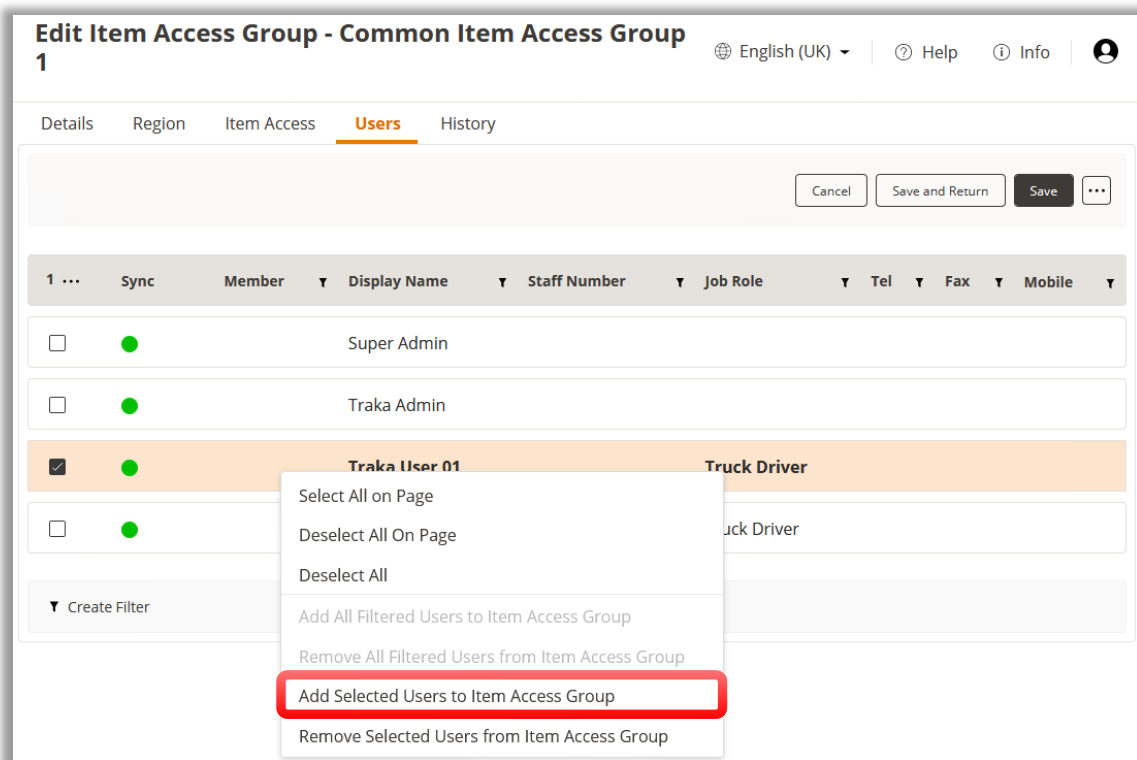 Edit Item Access Group - Common Item Access Group
1
English (UK)
Help
Info
Details
Region
Item Access
Users
History
Cancel
Save and Return
Save
...
1 ...
Sync
Member
Display Name
Staff Number
Job Role
Tel
Fax
Mobile
Super Admin
Traka Admin
Traka User 01
Truck Driver
Driver
Create Filter
Select All on Page
Deselect All On Page
Deselect All
Add All Filtered Users to Item Access Group
Remove All Filtered Users from Item Access Group
Add Selected Users to Item Access Group
Remove Selected Users from Item Access Group